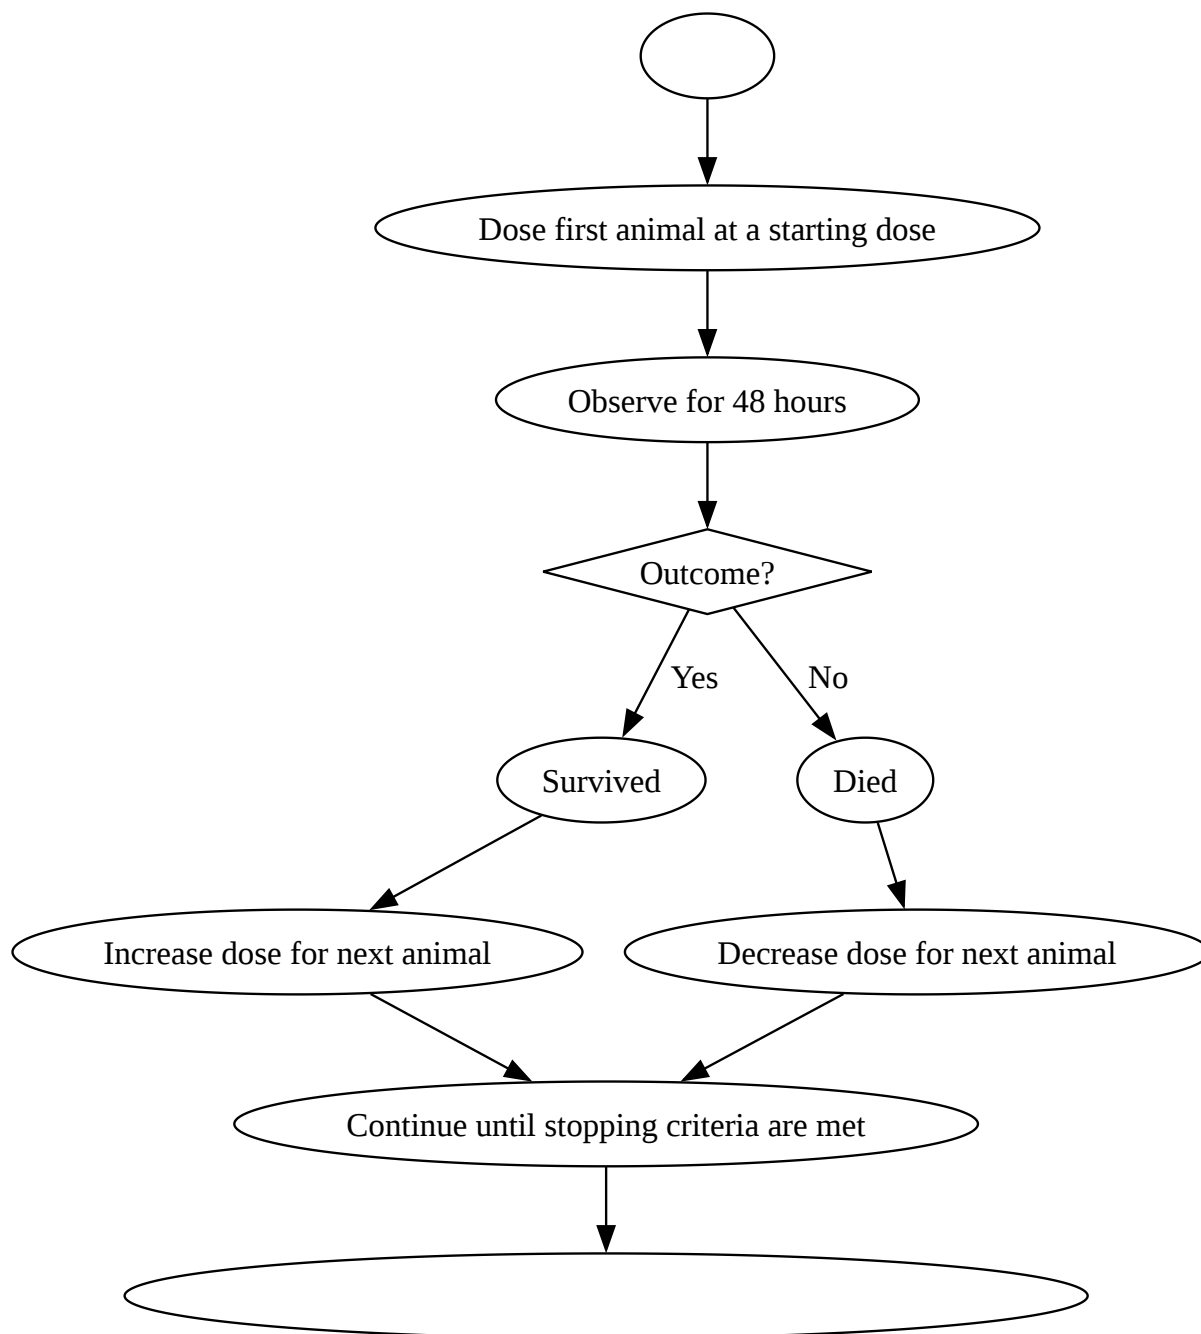 Dose first animal at a starting dose
Observe for 48 hours
Outcome?
Yes
No
Survived
Died
Increase dose for next animal
Decrease dose for next animal
Continue until stopping criteria are met